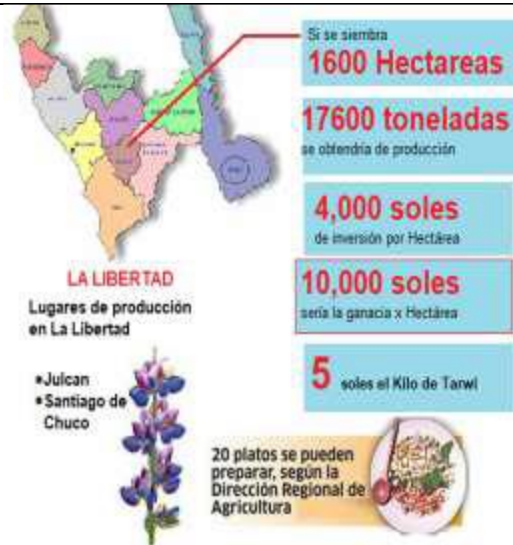 Si se siembra
1600 Hectareas
17600 toneladas
se obtendría de producción
4,000 soles
de inversión por Hectárea
LA LIBERTAD
10,000 soles
sería la ganacia x Hectárea
Lugares de producción
en La Libertad
5 soles el Kilo de Tarwi
•Julcan
•Santiago de
Chuco
20 platos se pueden
preparar, según la
Dirección Regional de
Agricultura